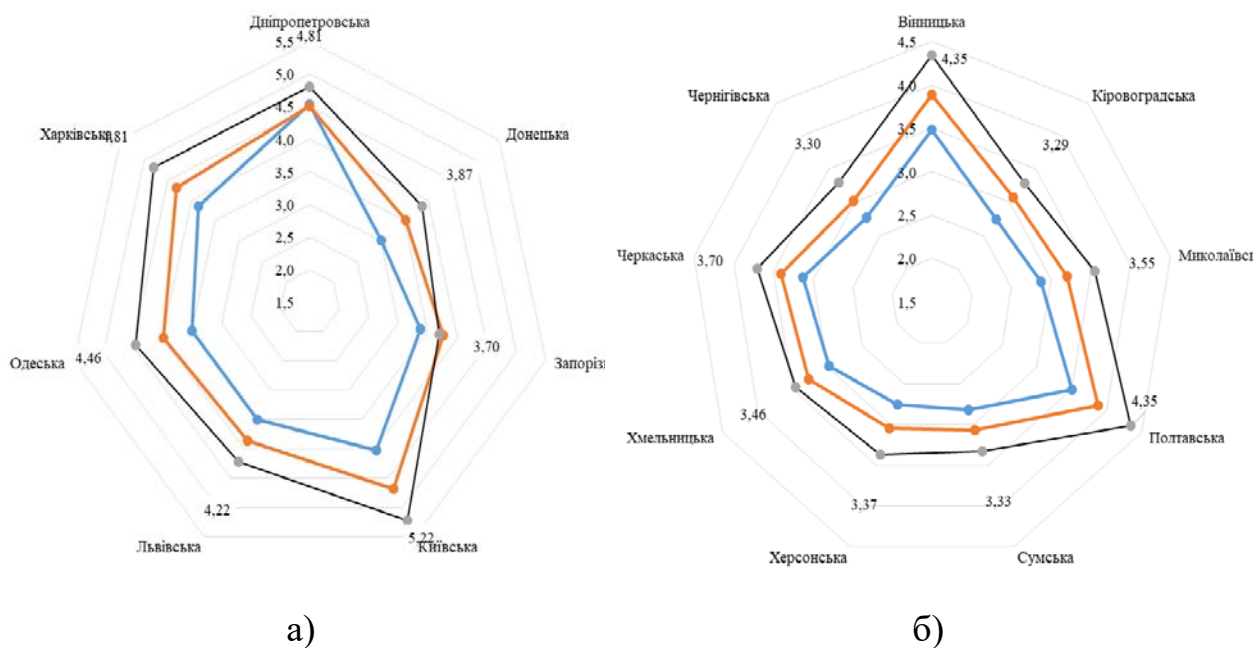 Дніпропетровська
4,81
5,5
5,0
4,5
4,0
3,5
3,0
2,5
2,0
1,5
Донецька
3,87
Запоріз
3,70
Київська
5,22
Львівська
4,22
Одеська
4,46
Харківська
4,81
а)
Вінницька
4,35
4,5
4,0
3,5
3,0
2,5
2,0
1,5
Кіровоградська
3,29
Миколаївс
3,55
Полтавська
4,35
Сумська
3,33
Херсонська
3,37
Хмельницька
3,46
Черкаська
3,70
Чернігівська
3,30
б)